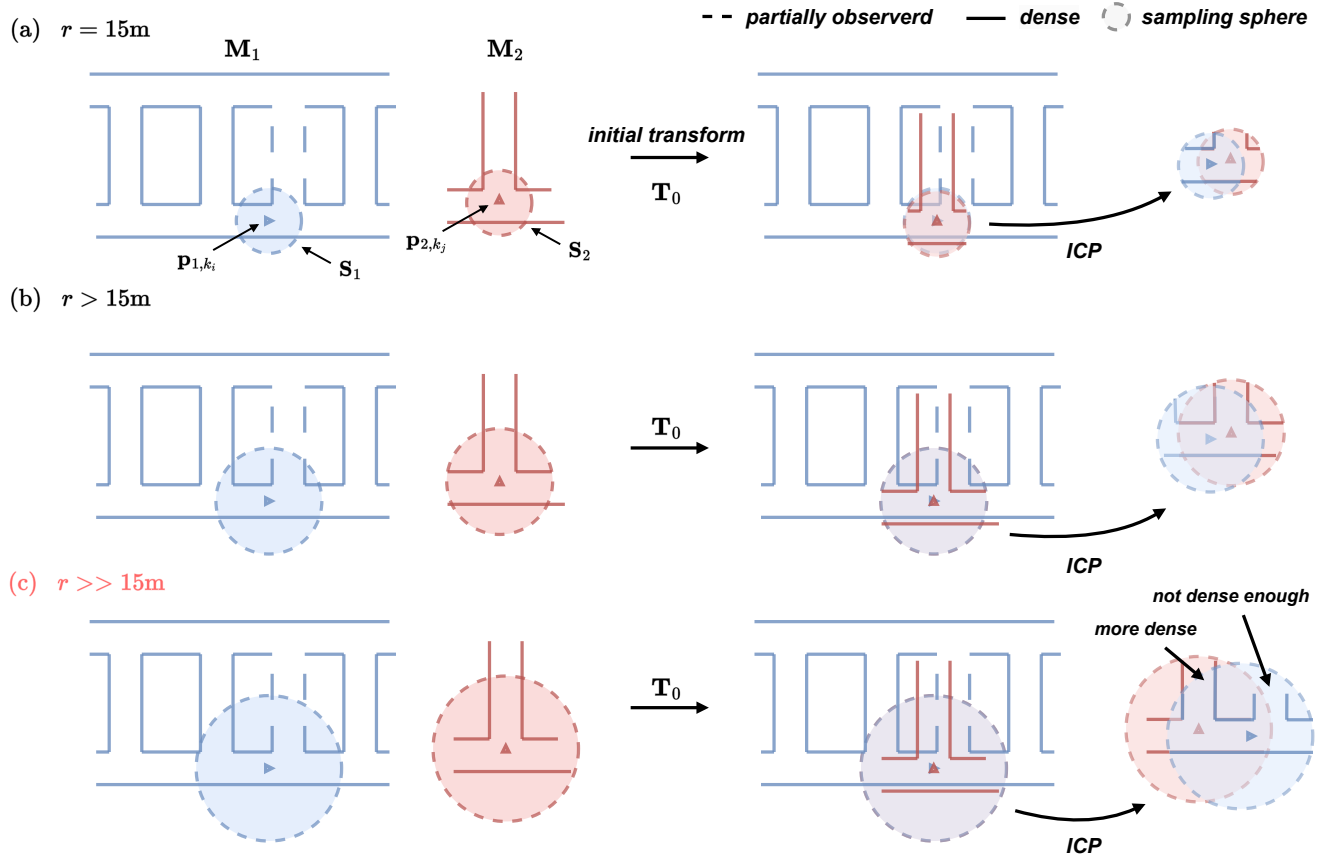 partially observerd
dense
sampling sphere
(a) r = 15m
M₁
M₂
initial transform
T₀
p₁,ₖᵢ
S₁
p₂,ₖⱼ
S₂
ICP
(b) r > 15m
T₀
ICP
(c) r >> 15m
not dense enough
more dense
T₀
ICP